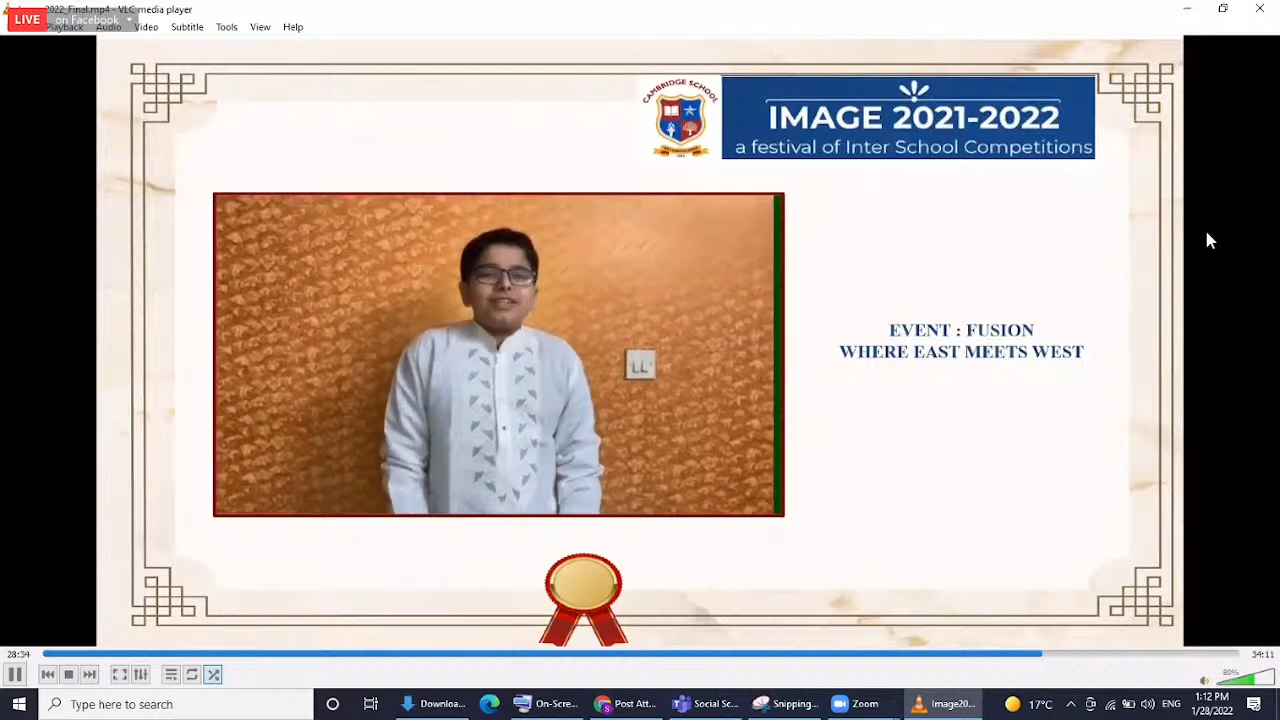 2022_Final.mp4 - VLC media player
LIVE
on Facebook
Playback Audio Video Subtitle Tools View Help
CAMBRIDGE SCHOOL
IMAGE 2021-2022
a festival of Inter School Competitions
EVENT : FUSION
WHERE EAST MEETS WEST
28:34
34:11
80%
Type here to search
Downloa...
On-Scre...
Post Att...
Social Sc...
Snipping...
Zoom
Image20...
17°C
ENG
1:12 PM
1/28/2022